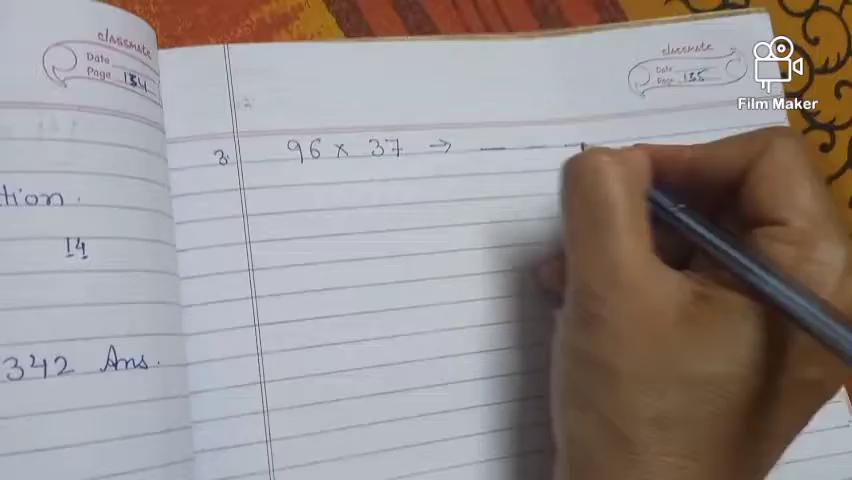 classmate
Date
Page 134
tion.
14
342 Ans.
classmate
Date
Page 135
3. 96 x 37 → — —
Film Maker